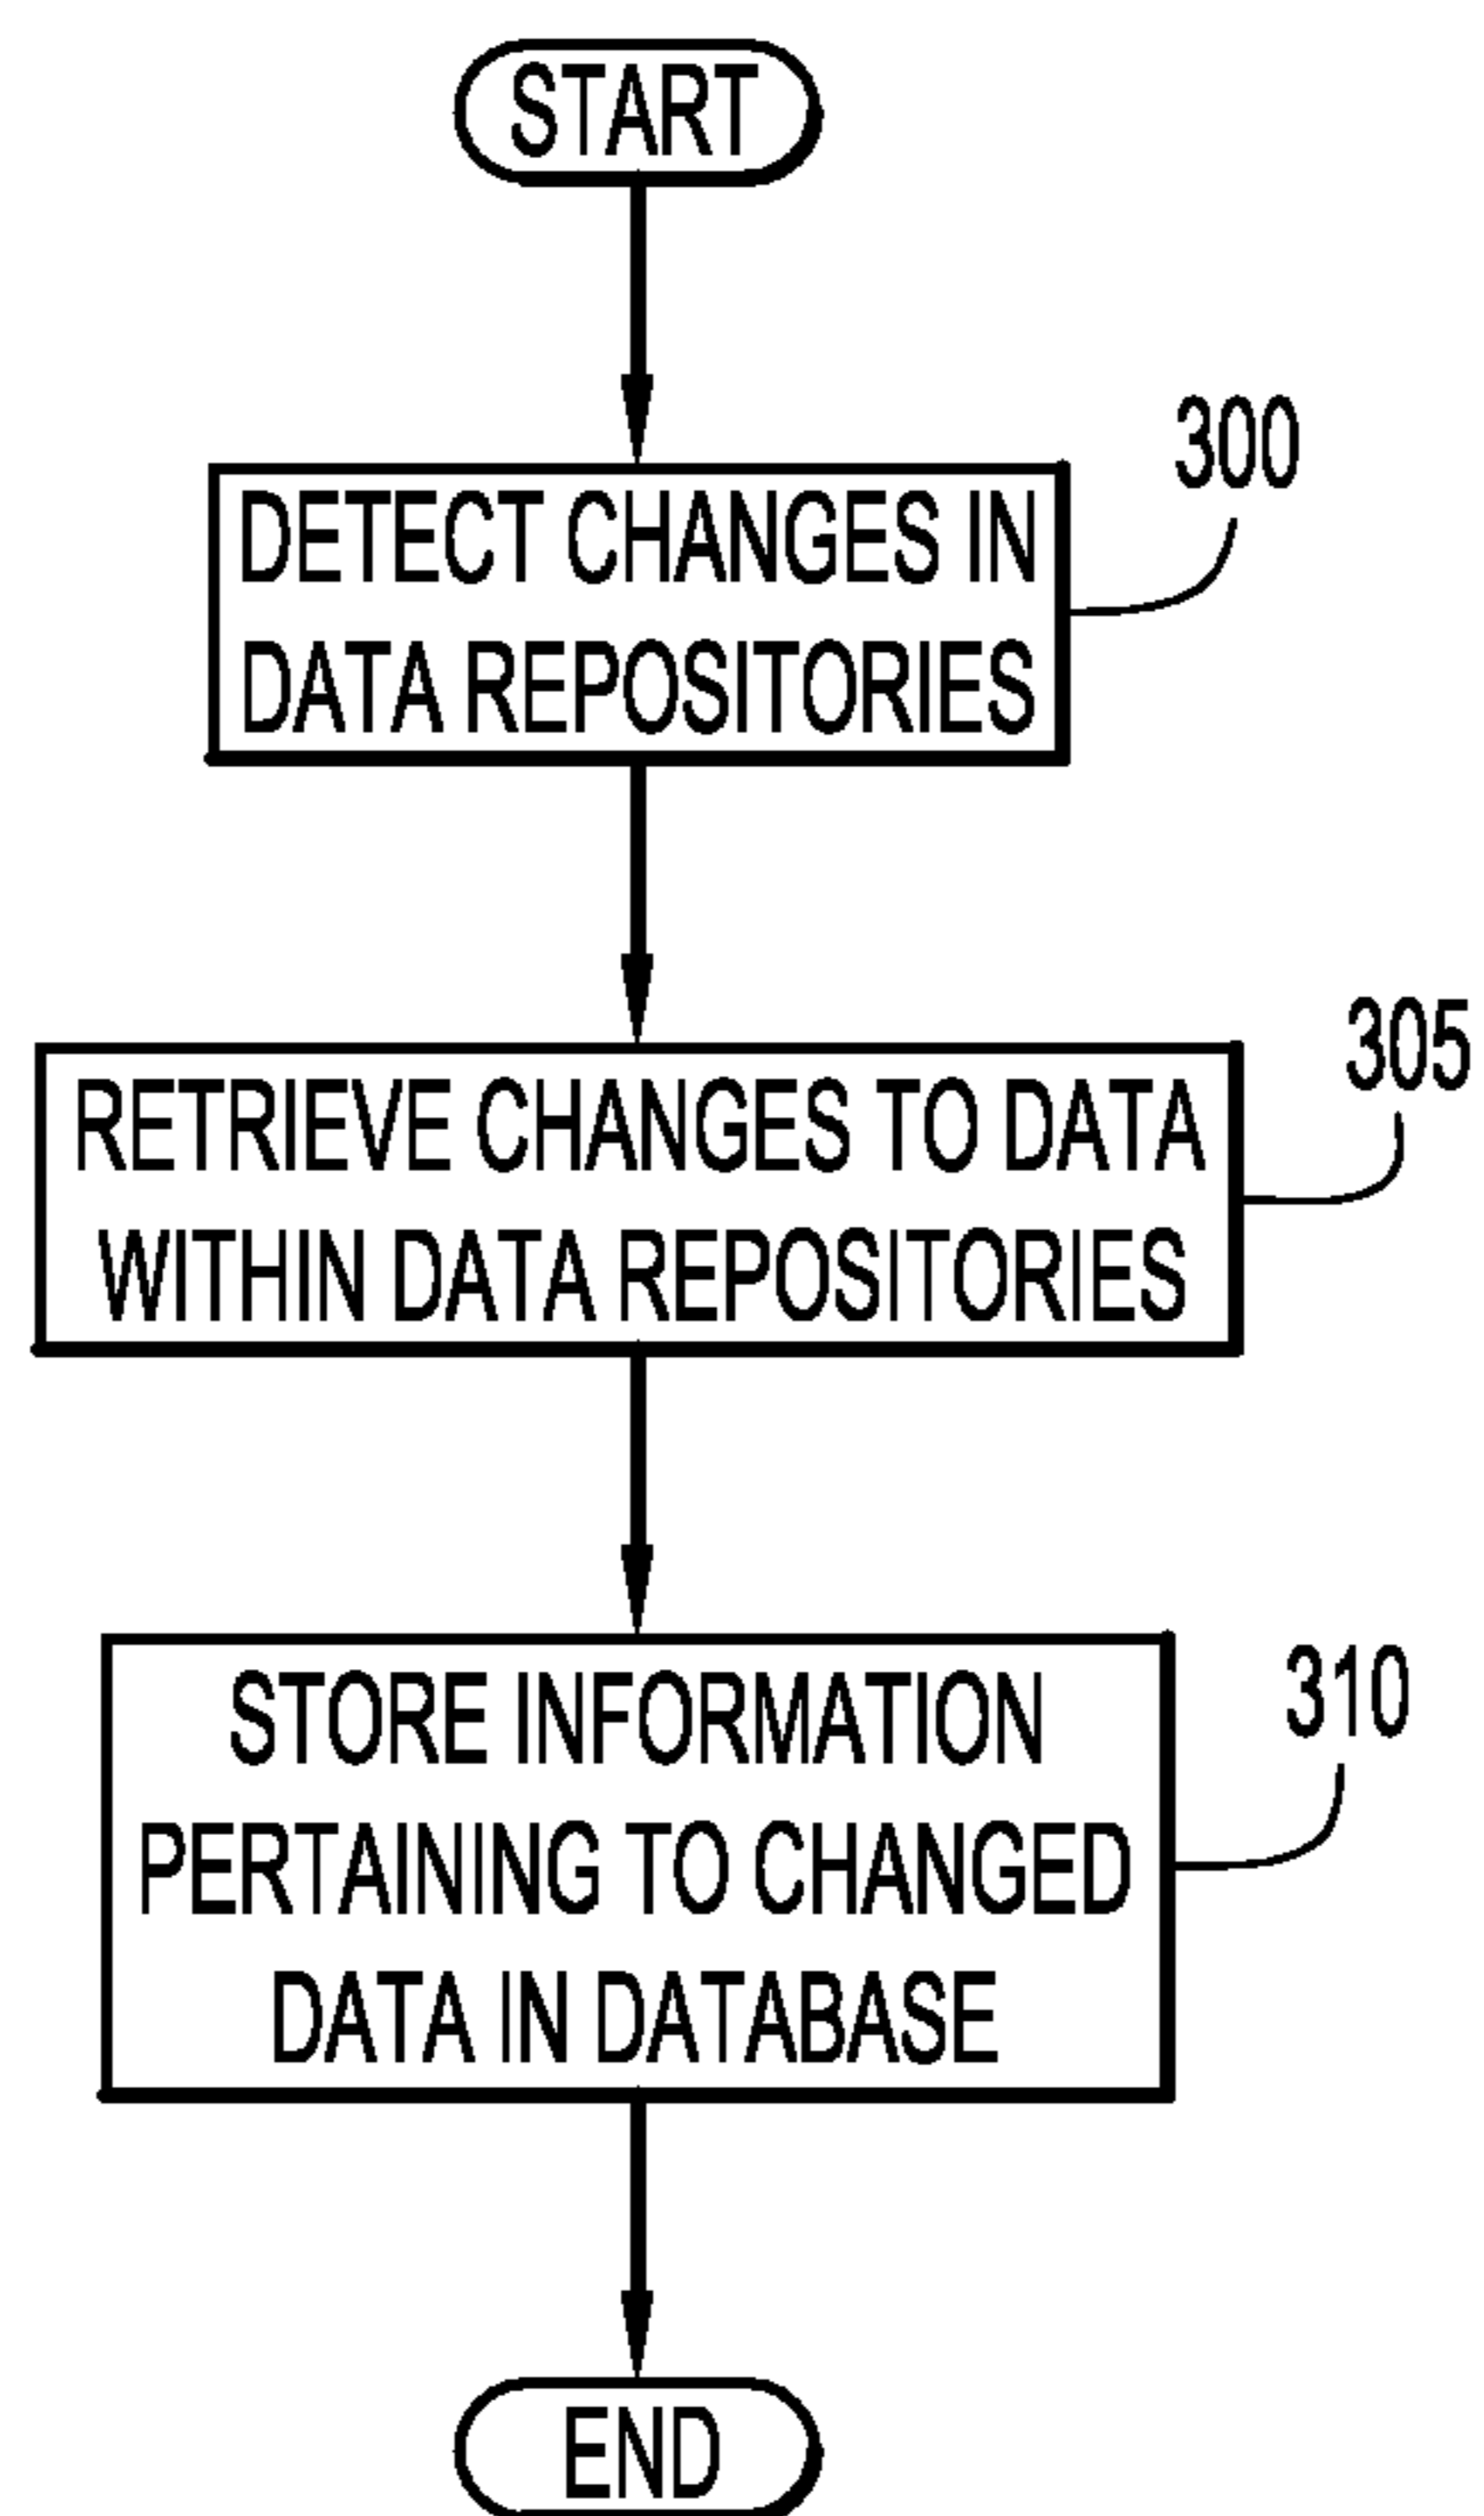 START
300
DETECT CHANGES IN
DATA REPOSITORIES
305
RETRIEVE CHANGES TO DATA
WITHIN DATA REPOSITORIES
310
STORE INFORMATION
PERTAINING TO CHANGED
DATA IN DATABASE
END